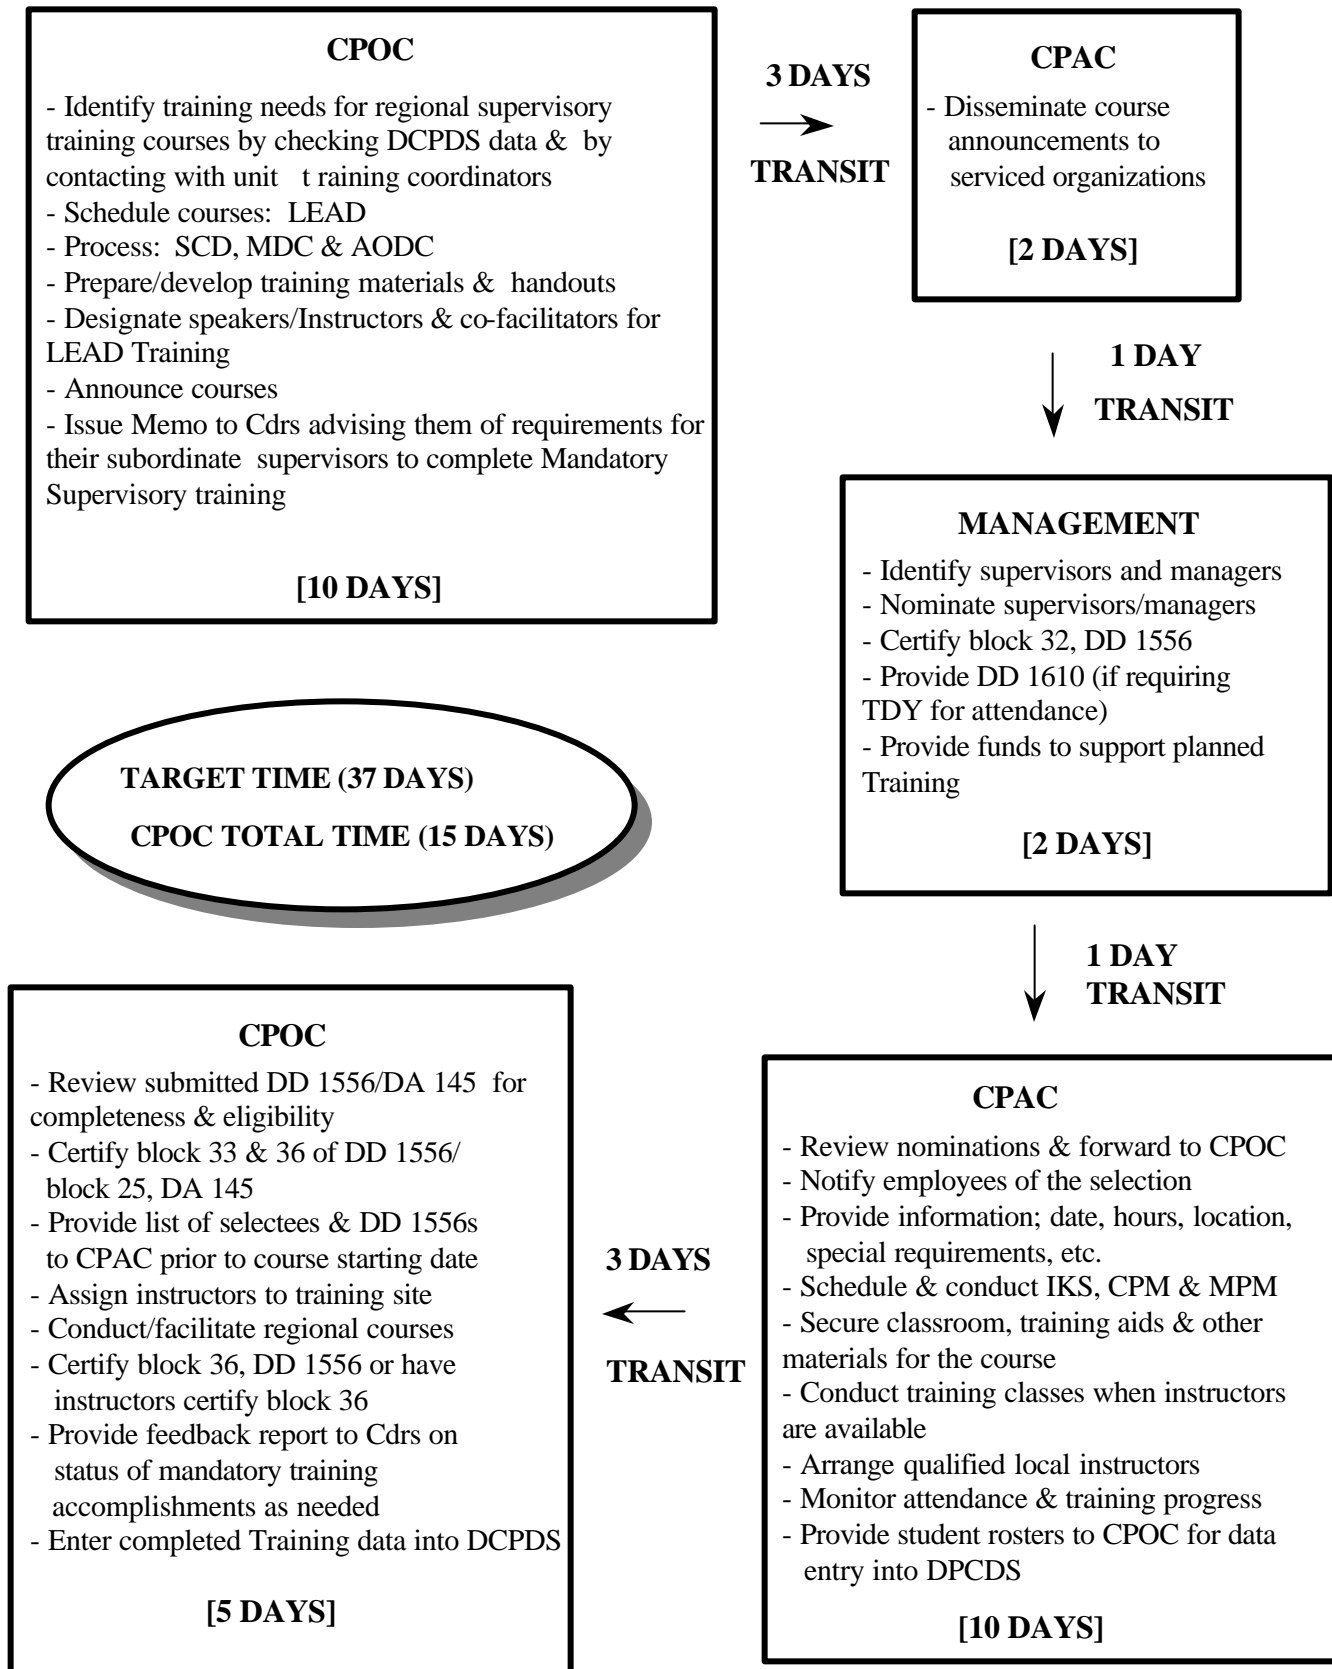 CPOC
- Identify training needs for regional supervisory
training courses by checking DCPDS data & by
contacting with unit t raining coordinators
- Schedule courses: LEAD
- Process: SCD, MDC & AODC
- Prepare/develop training materials & handouts
- Designate speakers/Instructors & co-facilitators for
LEAD Training
- Announce courses
- Issue Memo to Cdrs advising them of requirements for
their subordinate supervisors to complete Mandatory
Supervisory training
[10 DAYS]
3 DAYS
TRANSIT
CPAC
- Disseminate course
announcements to
serviced organizations
[2 DAYS]
1 DAY
TRANSIT
MANAGEMENT
- Identify supervisors and managers
- Nominate supervisors/managers
- Certify block 32, DD 1556
- Provide DD 1610 (if requiring
TDY for attendance)
- Provide funds to support planned
Training
[2 DAYS]
TARGET TIME (37 DAYS)
CPOC TOTAL TIME (15 DAYS)
1 DAY
TRANSIT
CPAC
- Review nominations & forward to CPOC
- Notify employees of the selection
- Provide information; date, hours, location,
special requirements, etc.
- Schedule & conduct IKS, CPM & MPM
- Secure classroom, training aids & other
materials for the course
- Conduct training classes when instructors
are available
- Arrange qualified local instructors
- Monitor attendance & training progress
- Provide student rosters to CPOC for data
entry into DPCDS
[10 DAYS]
3 DAYS
TRANSIT
CPOC
- Review submitted DD 1556/DA 145 for
completeness & eligibility
- Certify block 33 & 36 of DD 1556/
block 25, DA 145
- Provide list of selectees & DD 1556s
to CPAC prior to course starting date
- Assign instructors to training site
- Conduct/facilitate regional courses
- Certify block 36, DD 1556 or have
instructors certify block 36
- Provide feedback report to Cdrs on
status of mandatory training
accomplishments as needed
- Enter completed Training data into DCPDS
[5 DAYS]